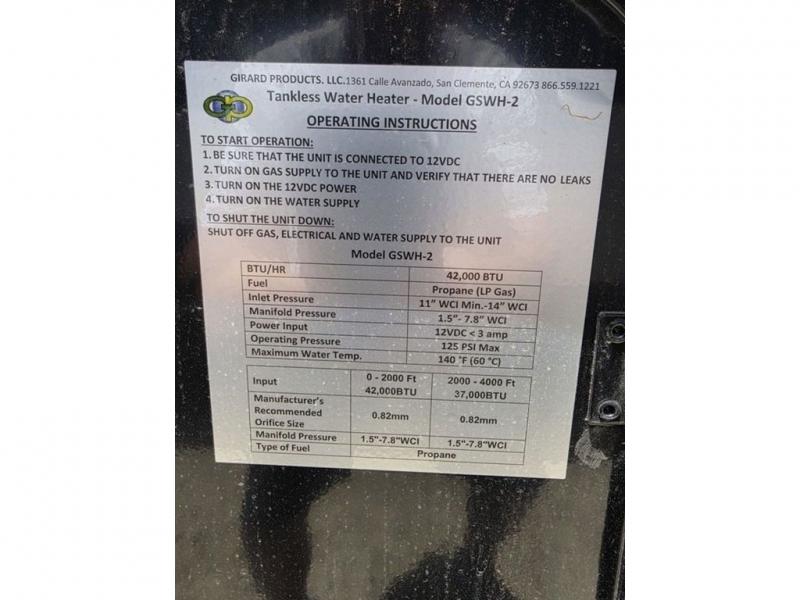 GIRARD PRODUCTS. LLC.1361 Calle Avanzado, San Clemente, CA 92673 866.559.1221
Tankless Water Heater - Model GSWH-2
OPERATING INSTRUCTIONS
TO START OPERATION:
1. BE SURE THAT THE UNIT IS CONNECTED TO 12VDC
2. TURN ON GAS SUPPLY TO THE UNIT AND VERIFY THAT THERE ARE NO LEAKS
3. TURN ON THE 12VDC POWER
4. TURN ON THE WATER SUPPLY
TO SHUT THE UNIT DOWN:
SHUT OFF GAS, ELECTRICAL AND WATER SUPPLY TO THE UNIT
Model GSWH-2
BTU/HR 42,000 BTU
Fuel Propane (LP Gas)
Inlet Pressure 11” WCI Min.-14” WCI
Manifold Pressure 1.5”- 7.8” WCI
Power Input 12VDC < 3 amp
Operating Pressure 125 PSI Max
Maximum Water Temp. 140 °F (60 °C)
Input 0 - 2000 Ft 2000 - 4000 Ft
42,000BTU 37,000BTU
Manufacturer's
Recommended 0.82mm 0.82mm
Orifice Size
Manifold Pressure 1.5"-7.8"WCI 1.5"-7.8"WCI
Type of Fuel Propane